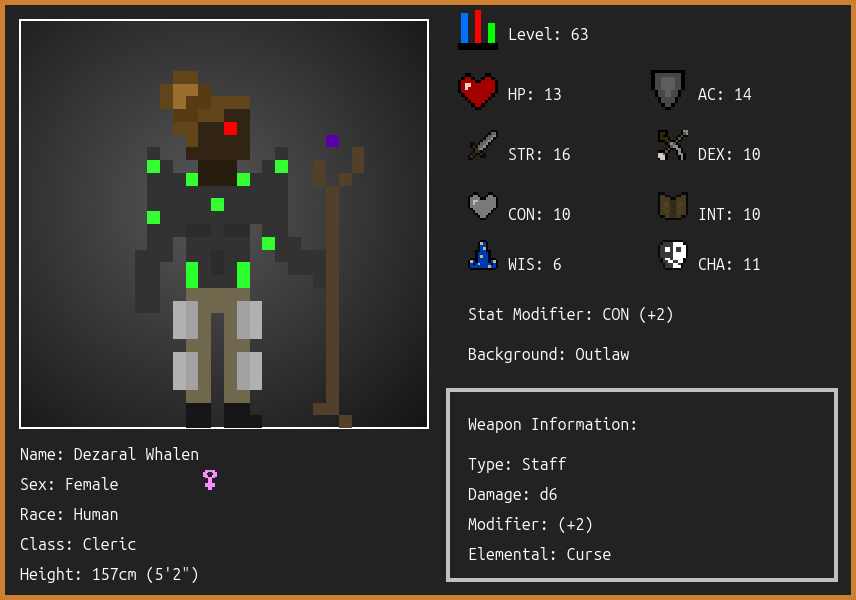 Level: 63
HP: 13
AC: 14
STR: 16
DEX: 10
CON: 10
INT: 10
WIS: 6
CHA: 11
Stat Modifier: CON (+2)
Background: Outlaw
Weapon Information:
Type: Staff
Damage: d6
Modifier: (+2)
Elemental: Curse
Name: Dezaral Whalen
Sex: Female
Race: Human
Class: Cleric
Height: 157cm (5'2")